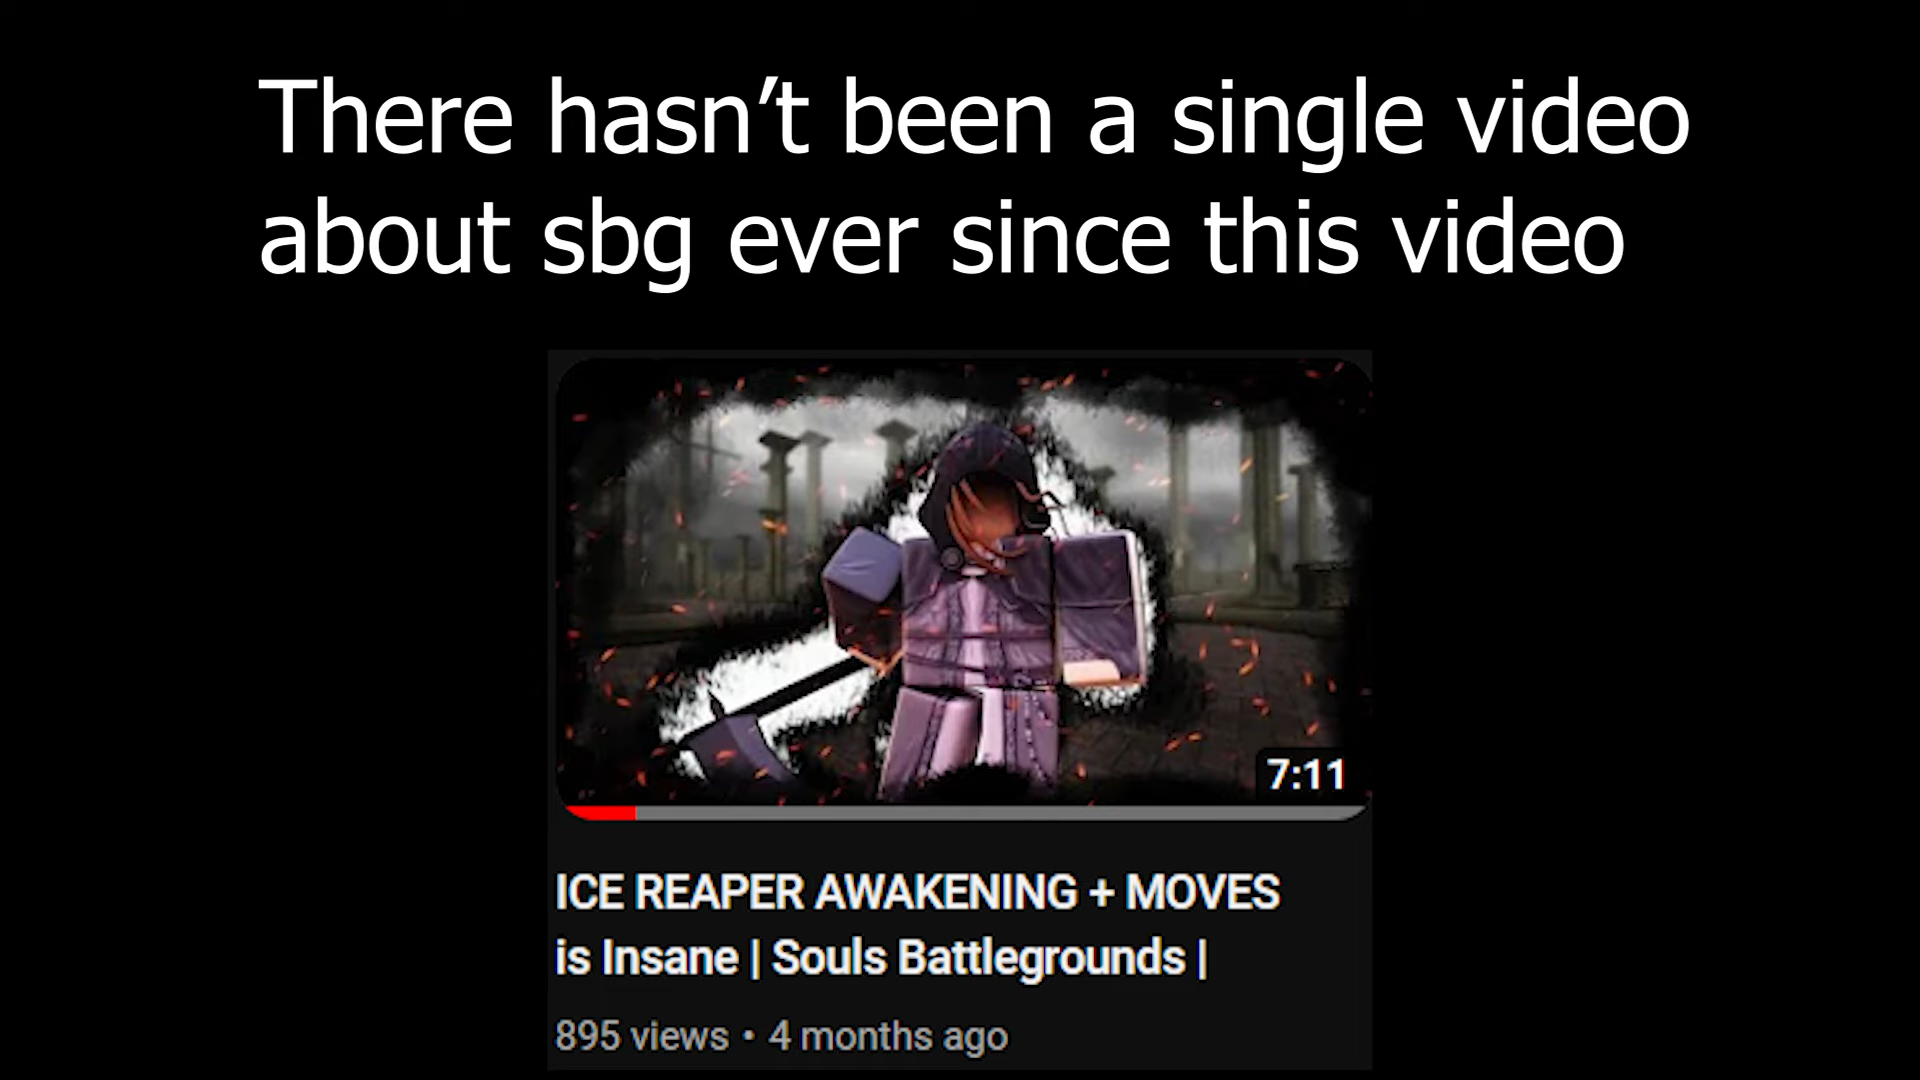 There hasn’t been a single video
about sbg ever since this video
7:11
ICE REAPER AWAKENING + MOVES
is Insane | Souls Battlegrounds |
895 views • 4 months ago